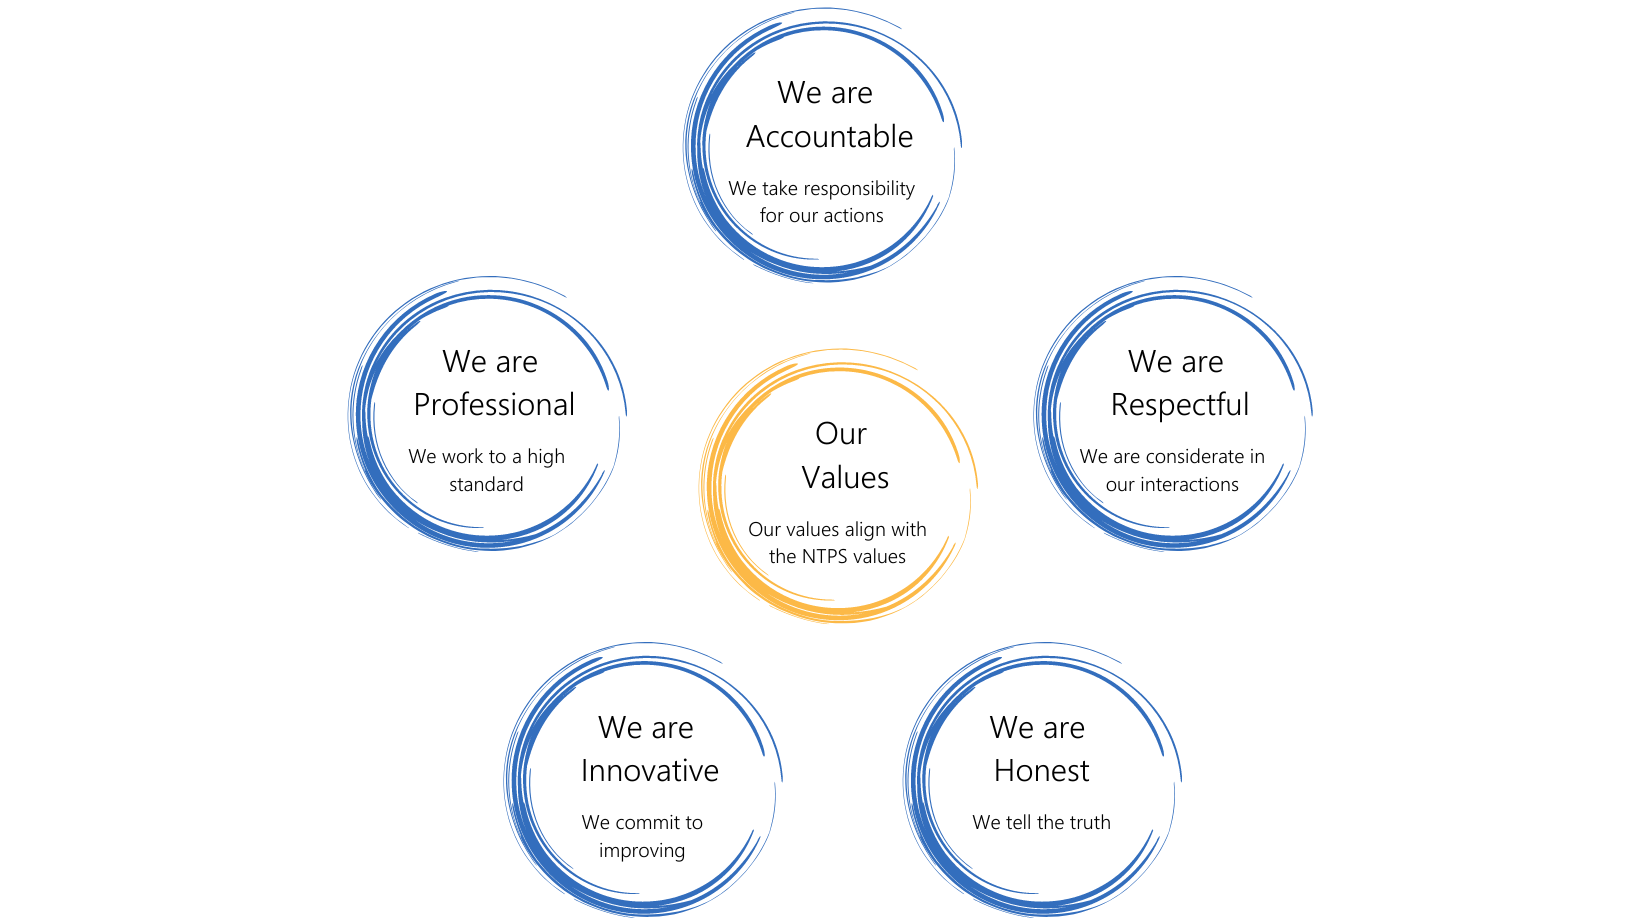 We are
Accountable
We take responsibility
for our actions
We are
Professional
We work to a high
standard
Our
Values
Our values align with
the NTPS values
We are
Respectful
We are considerate in
our interactions
We are
Innovative
We commit to
improving
We are
Honest
We tell the truth